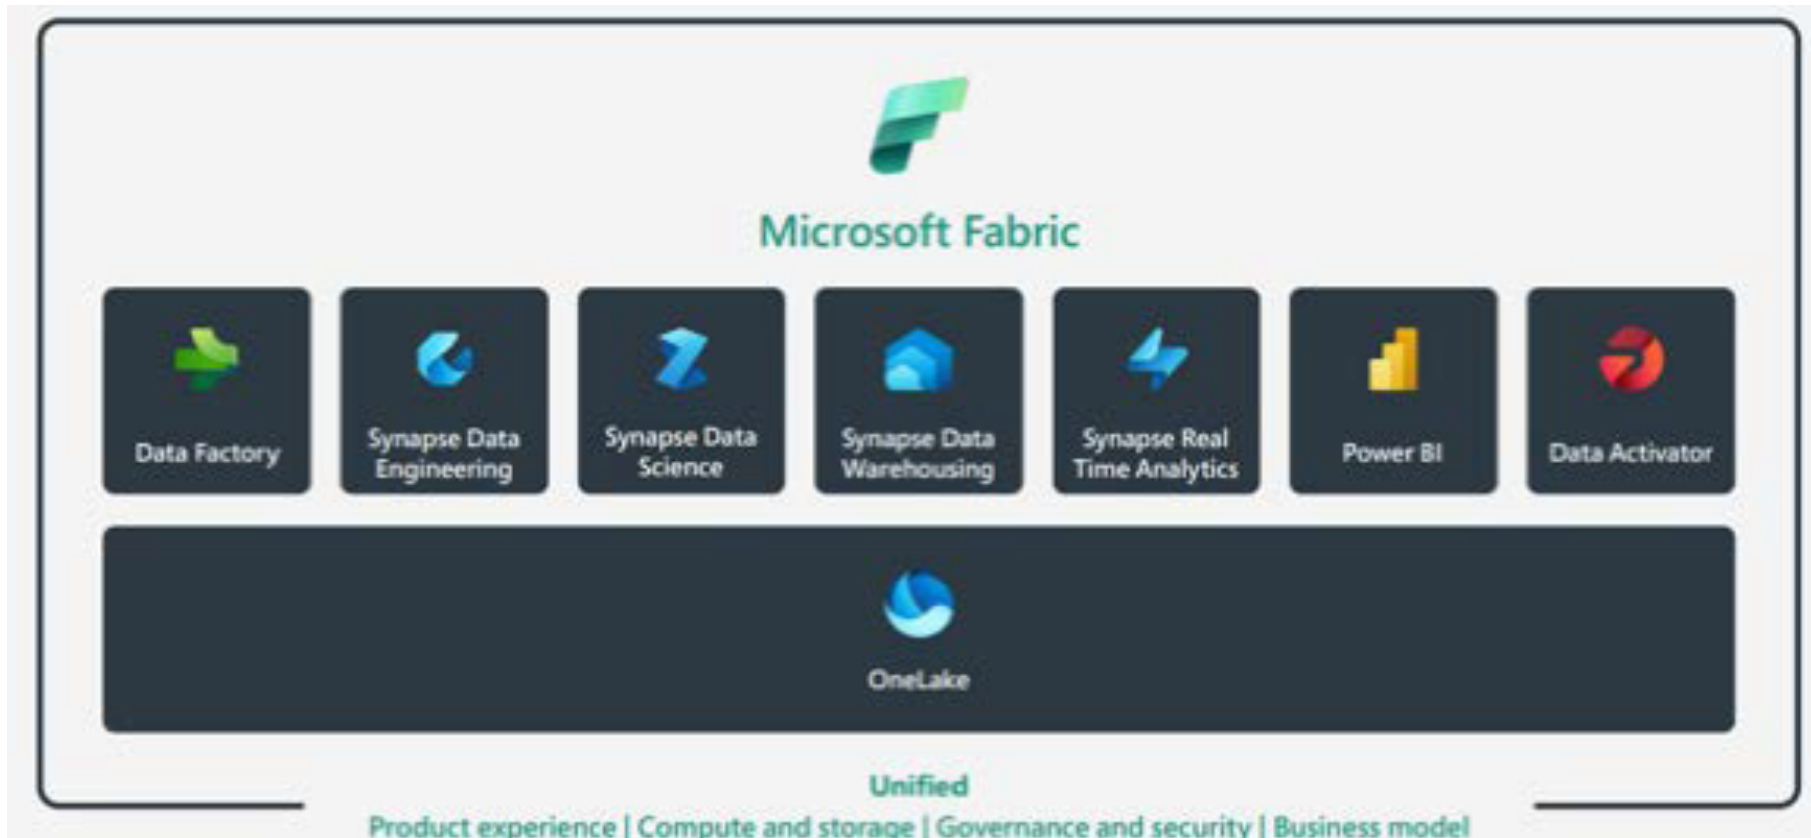 Microsoft Fabric
Data Factory
Synapse Data
Engineering
Synapse Data
Science
Synapse Data
Warehousing
Synapse Real
Time Analytics
Power BI
Data Activator
OneLake
Unified
Product experience | Compute and storage | Governance and security | Business model